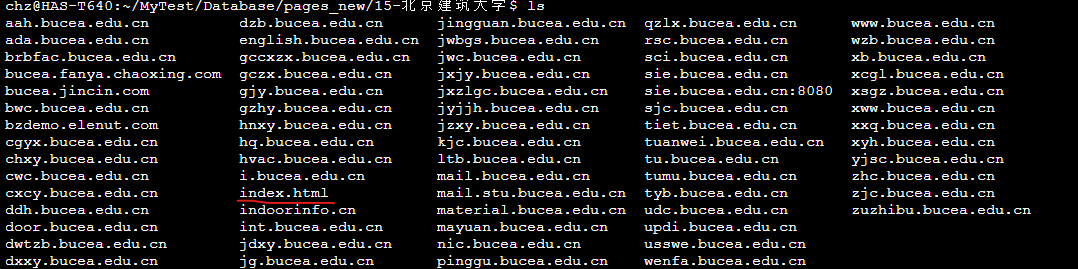 chz@HAS-T640:~/MyTest/Database/pages_new/15-北京建筑大学$ ls
aah.bucea.edu.cn dzb.bucea.edu.cn jingguan.bucea.edu.cn qzlx.bucea.edu.cn www.bucea.edu.cn
ada.bucea.edu.cn english.bucea.edu.cn jwbgs.bucea.edu.cn rsc.bucea.edu.cn wzb.bucea.edu.cn
brbfac.bucea.edu.cn gccxzx.bucea.edu.cn jwc.bucea.edu.cn sci.bucea.edu.cn xb.bucea.edu.cn
bucea.fanya.chaoxing.com gczx.bucea.edu.cn jxjy.bucea.edu.cn sie.bucea.edu.cn xcgl.bucea.edu.cn
bucea.jincin.com gjy.bucea.edu.cn jxzlgc.bucea.edu.cn sie.bucea.edu.cn:8080 xsgz.bucea.edu.cn
bwc.bucea.edu.cn gzhy.bucea.edu.cn jyjjh.bucea.edu.cn sjc.bucea.edu.cn xww.bucea.edu.cn
bzdemo.elenut.com hnxy.bucea.edu.cn jzxy.bucea.edu.cn tiet.bucea.edu.cn xxq.bucea.edu.cn
cgyx.bucea.edu.cn hq.bucea.edu.cn kjc.bucea.edu.cn tuanwei.bucea.edu.cn xyh.bucea.edu.cn
chxy.bucea.edu.cn hvac.bucea.edu.cn ltb.bucea.edu.cn tu.bucea.edu.cn yjsc.bucea.edu.cn
cwc.bucea.edu.cn i.bucea.edu.cn mail.bucea.edu.cn tumu.bucea.edu.cn zhc.bucea.edu.cn
cxcy.bucea.edu.cn index.html mail.stu.bucea.edu.cn tyb.bucea.edu.cn zjc.bucea.edu.cn
ddh.bucea.edu.cn indoorinfo.cn material.bucea.edu.cn udc.bucea.edu.cn zuzhibu.bucea.edu.cn
door.bucea.edu.cn int.bucea.edu.cn mayuan.bucea.edu.cn updi.bucea.edu.cn
dwtzb.bucea.edu.cn jdxy.bucea.edu.cn nic.bucea.edu.cn usswe.bucea.edu.cn
dxxy.bucea.edu.cn jg.bucea.edu.cn pinggu.bucea.edu.cn wenfa.bucea.edu.cn